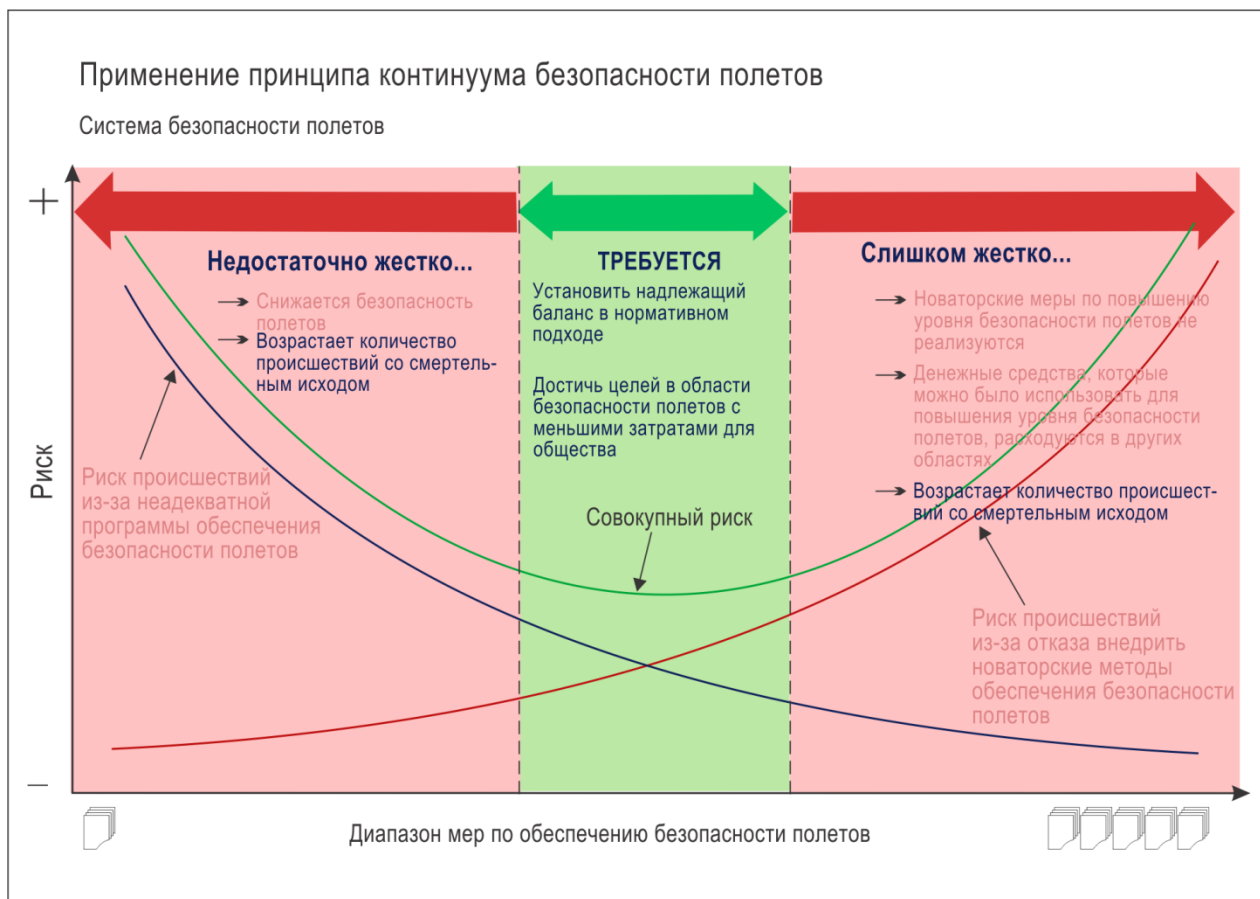 Применение принципа континуума безопасности полетов
Система безопасности полетов
+
Недостаточно жестко...
Снижается безопасность
полетов
Возрастает количество
происшествий со смертель-
ным исходом
Риск происшествий
из-за неадекватной
программы обеспечения
безопасности полетов
ТРЕБУЕТСЯ
Установить надлежащий
баланс в нормативном
подходе
Достичь целей в области
безопасности полетов с
меньшими затратами для
общества
Совокупный риск
Слишком жестко...
Новаторские меры по повышению
уровня безопасности полетов не
реализуются
Денежные средства, которые
можно было использовать для
повышения уровня безопасности
полетов, расходуются в других
областях
Возрастает количество происшест-
вий со смертельным исходом
Риск происшествий
из-за отказа внедрить
новаторские методы
обеспечения безопасности
полетов
Риск
–
Диапазон мер по обеспечению безопасности полетов